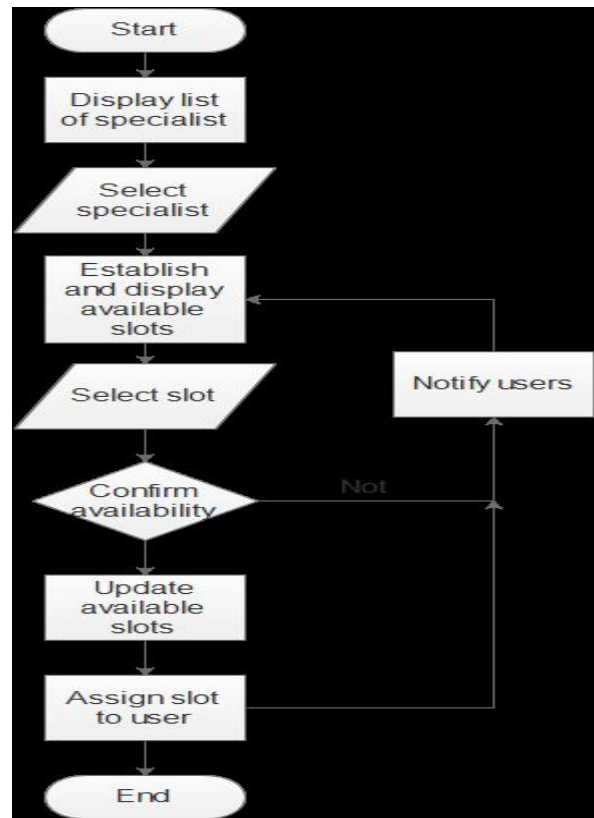 Start
Display list
of specialist
Select
specialist
Establish
and display
available
slots
Select slot
Notify users
Confirm
availability
Not
Update
available
slots
Assign slot
to user
End